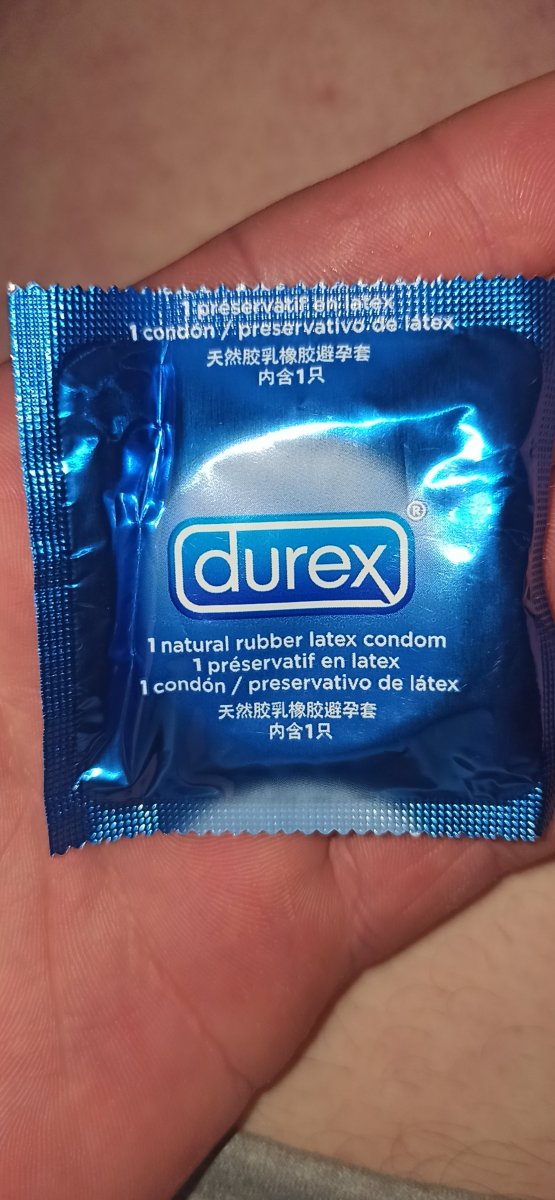 1 préservatif en latex
1 condón / preservativo de látex
天然胶乳橡胶避孕套
内含1只
durex®
1 natural rubber latex condom
1 préservatif en latex
1 condón / preservativo de látex
天然胶乳橡胶避孕套
内含1只